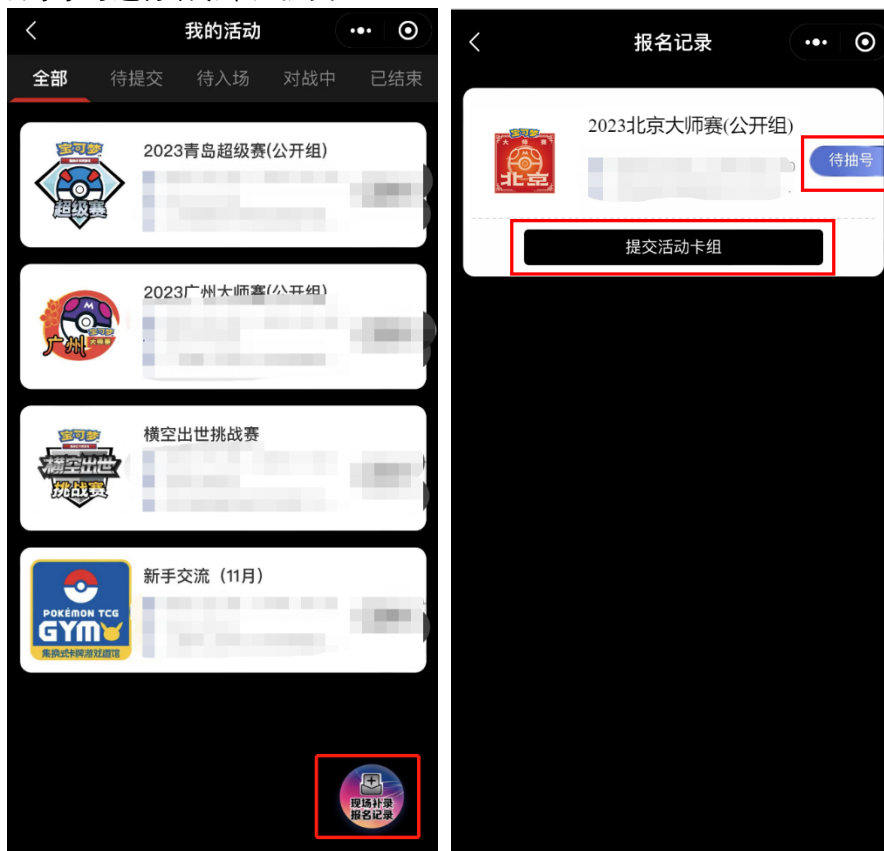 我的活动
全部 待提交 待入场 对战中 已结束
宝可梦
超级赛
2023青岛超级赛(公开组)
广州
宝可梦
大师赛
2023广州大师赛(公开组)
宝可梦
横空出世
挑战赛
横空出世挑战赛
POKÉMON TCG
GYM
集换式卡牌游戏道馆
新手交流（11月）
现场补录
报名记录
报名记录
宝可梦
大师赛
北京
2023北京大师赛(公开组)
待抽号
提交活动卡组